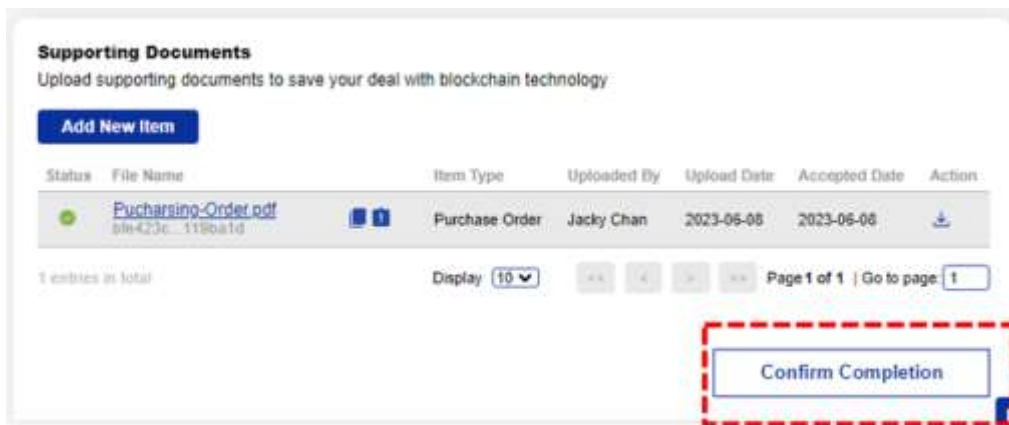 Supporting Documents
Upload supporting documents to save your deal with blockchain technology
Add New Item
Status File Name Item Type Uploaded By Upload Date Accepted Date Action
Pucharsing-Order.pdf Purchase Order Jacky Chan 2023-06-08 2023-06-08
1 entries in total Display 10 Page 1 of 1 | Go to page: 1
Confirm Completion